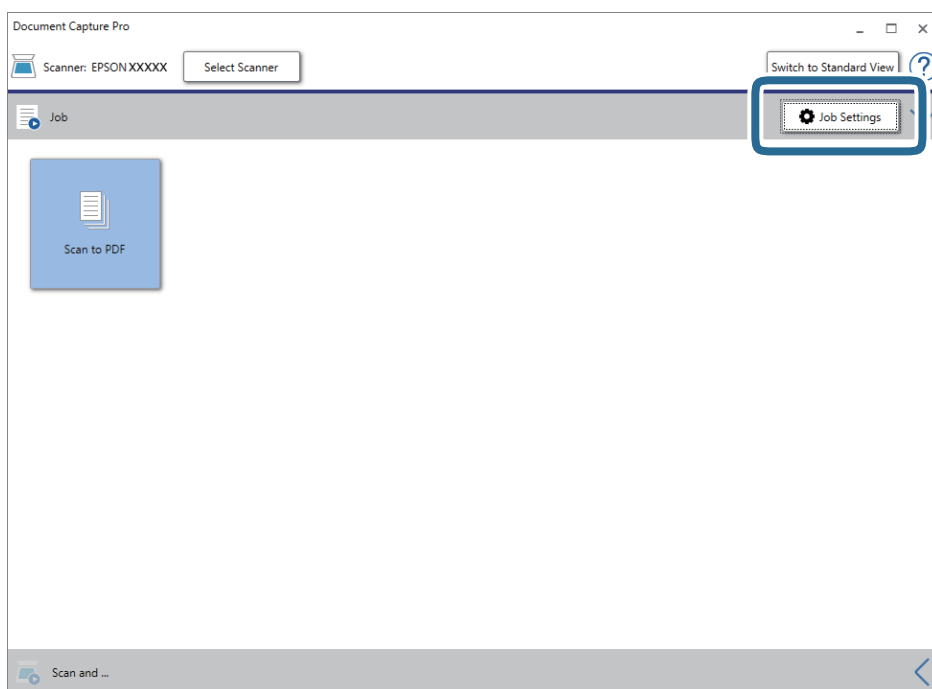 Document Capture Pro
Scanner: EPSON XXXXX
Select Scanner
Switch to Standard View
?
Job
Job Settings
Scan to PDF
Scan and ...